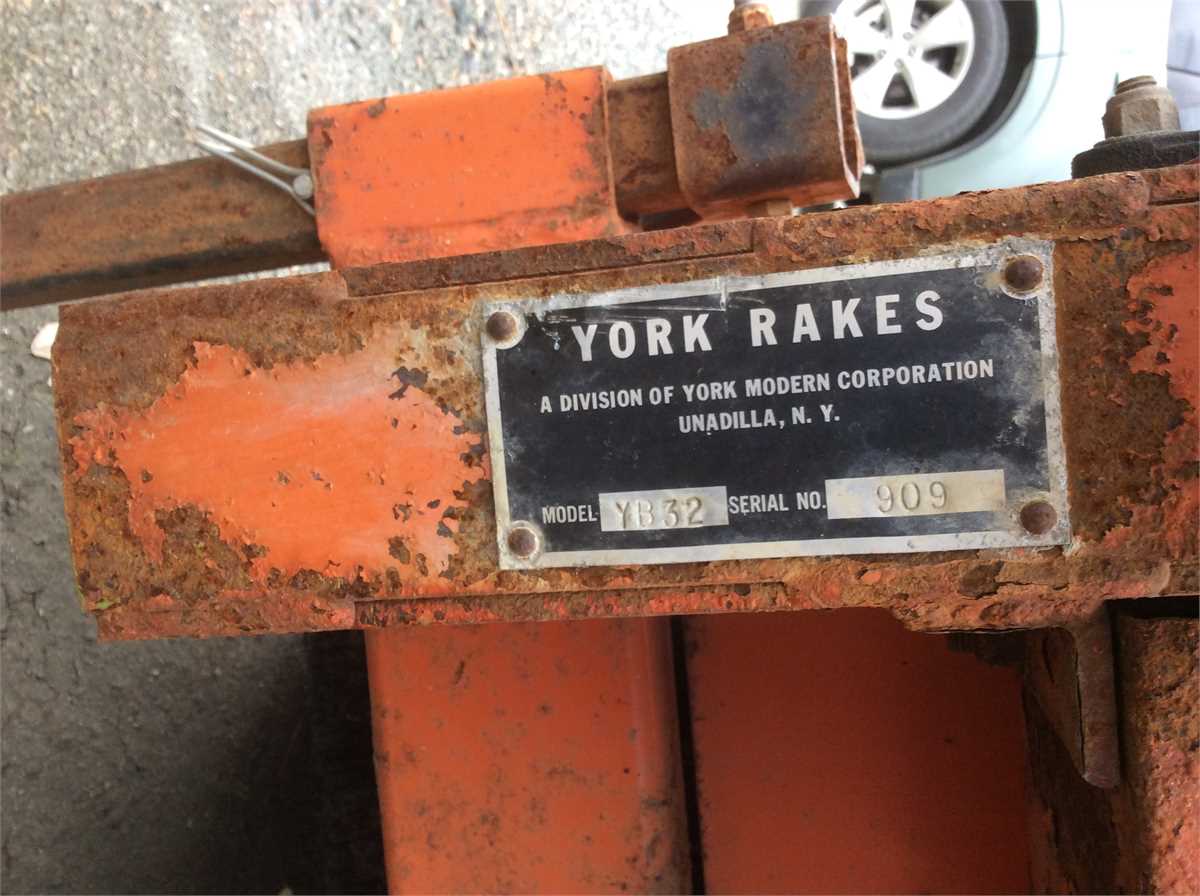 YORK RAKES
A DIVISION OF YORK MODERN CORPORATION
UNADILLA, N. Y.
MODEL YB32 SERIAL NO. 909